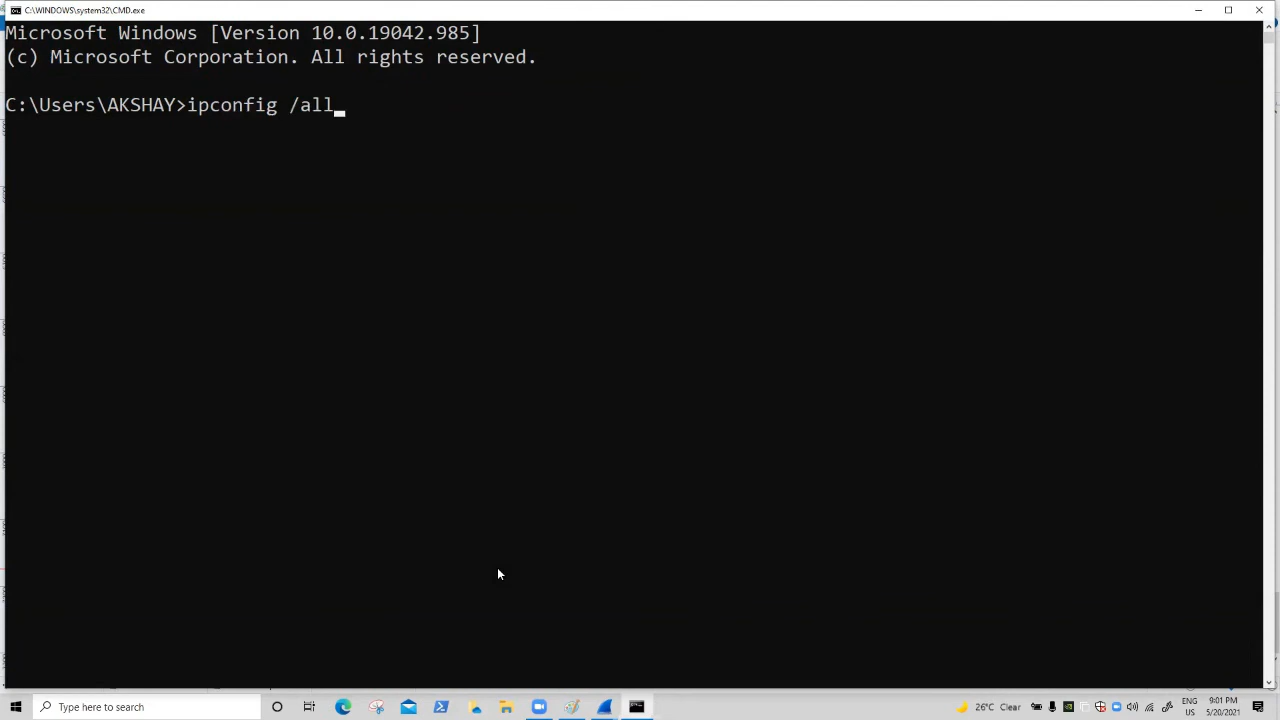 C:\WINDOWS\system32\CMD.exe
Microsoft Windows [Version 10.0.19042.985]
(c) Microsoft Corporation. All rights reserved.
C:\Users\AKSHAY>ipconfig /all
Type here to search
26°C Clear
ENG
US
9:01 PM
5/20/2021